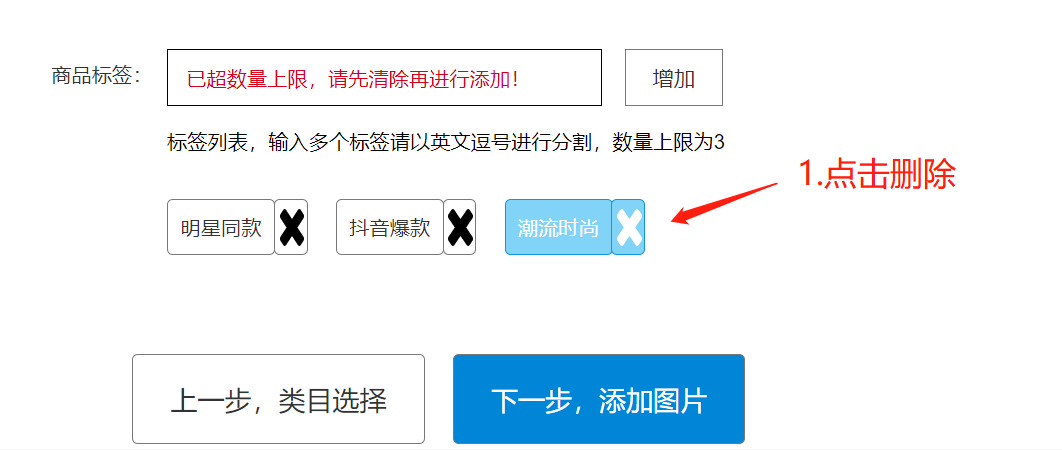 商品标签： 已超数量上限，请先清除再进行添加！ 增加
标签列表，输入多个标签请以英文逗号进行分割，数量上限为3
1.点击删除
明星同款 抖音爆款 潮流时尚
上一步，类目选择 下一步，添加图片